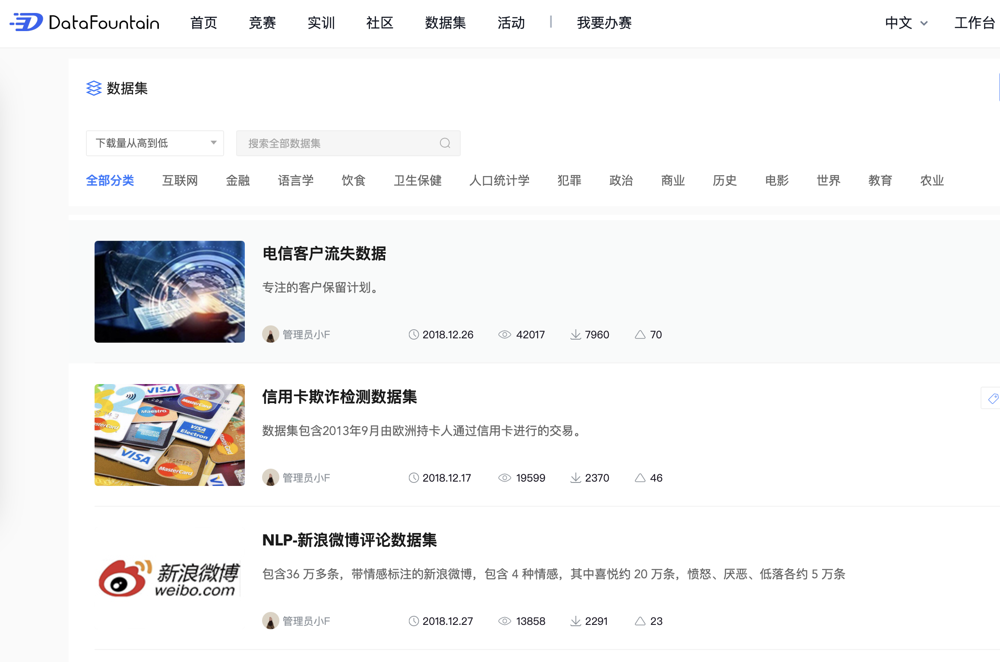 DataFountain 首页 竞赛 实训 社区 数据集 活动 | 我要办赛 中文 工作台
数据集
下载量从高到低 搜索全部数据集
全部分类 互联网 金融 语言学 饮食 卫生保健 人口统计学 犯罪 政治 商业 历史 电影 世界 教育 农业
电信客户流失数据
专注的客户保留计划。
管理员小F 2018.12.26 42017 7960 70
VISA
MasterCard
Maestro
VISA
Electron
VISA
MasterCard
MasterCard
信用卡欺诈检测数据集
数据集包含2013年9月由欧洲持卡人通过信用卡进行的交易。
管理员小F 2018.12.17 19599 2370 46
新浪微博
weibo.com
NLP-新浪微博评论数据集
包含36 万多条，带情感标注的新浪微博，包含 4 种情感，其中喜悦约 20 万条，愤怒、厌恶、低落各约 5 万条
管理员小F 2018.12.27 13858 2291 23